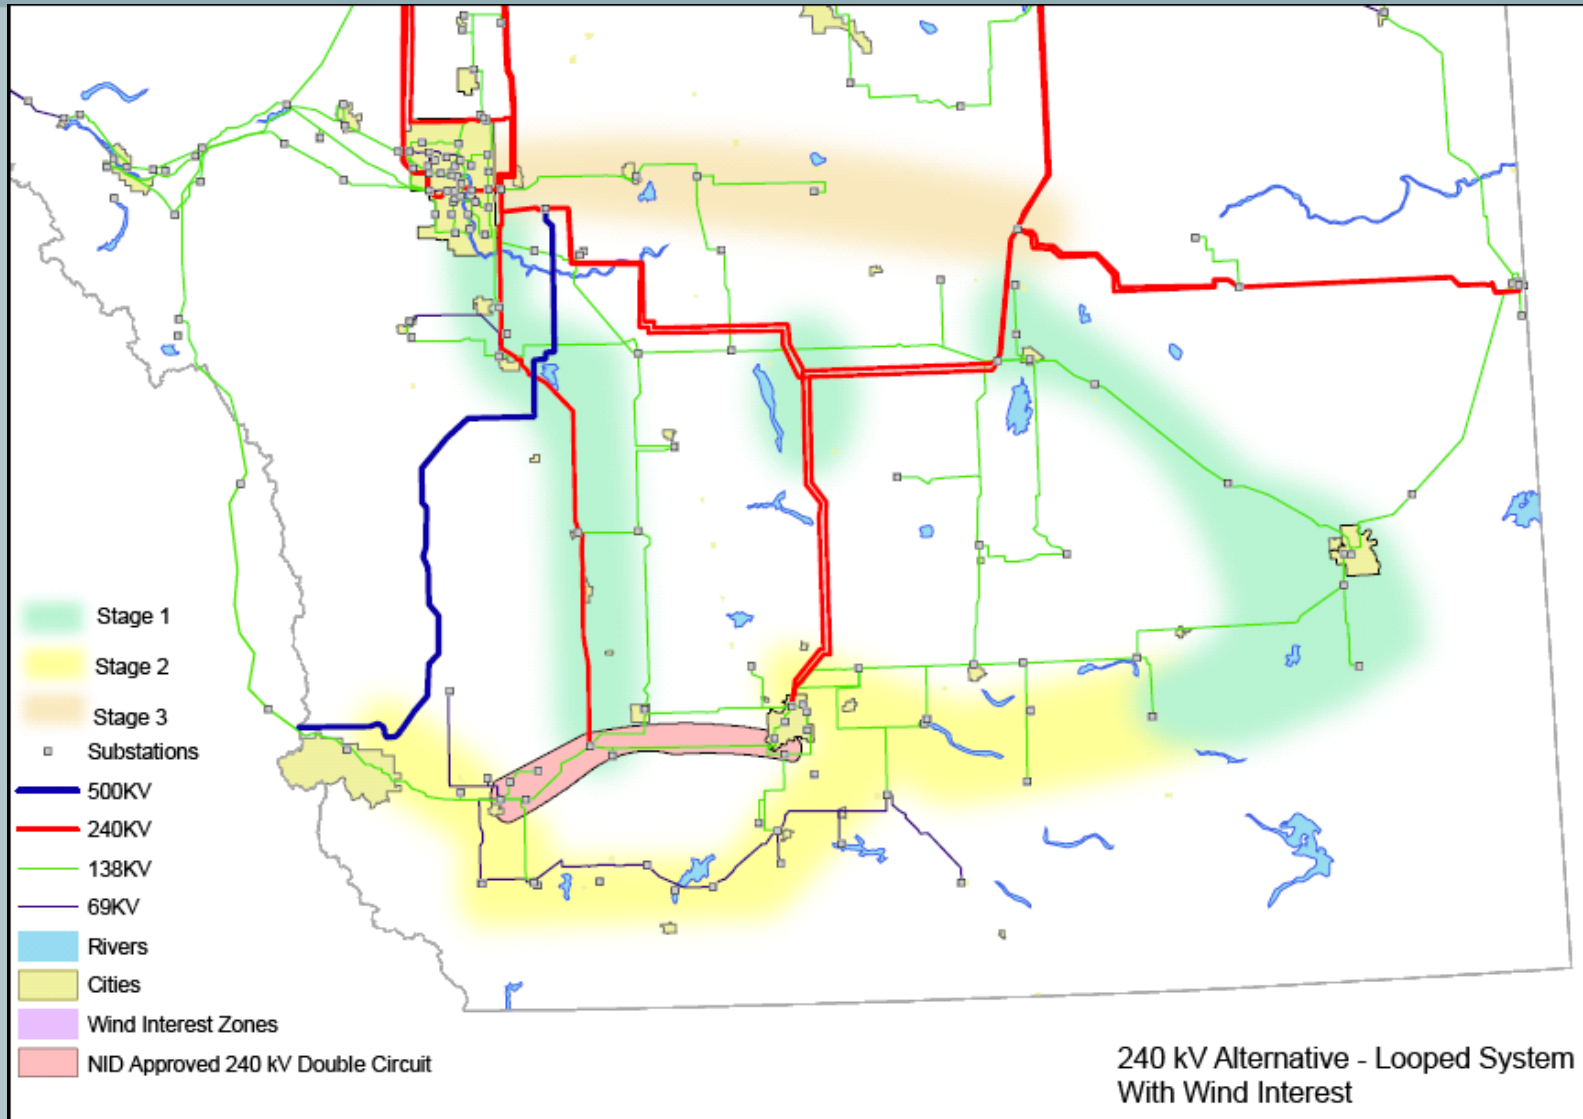 Stage 1
Stage 2
Stage 3
Substations
500KV
240KV
138KV
69KV
Rivers
Cities
Wind Interest Zones
NID Approved 240 kV Double Circuit
240 kV Alternative - Looped System
With Wind Interest